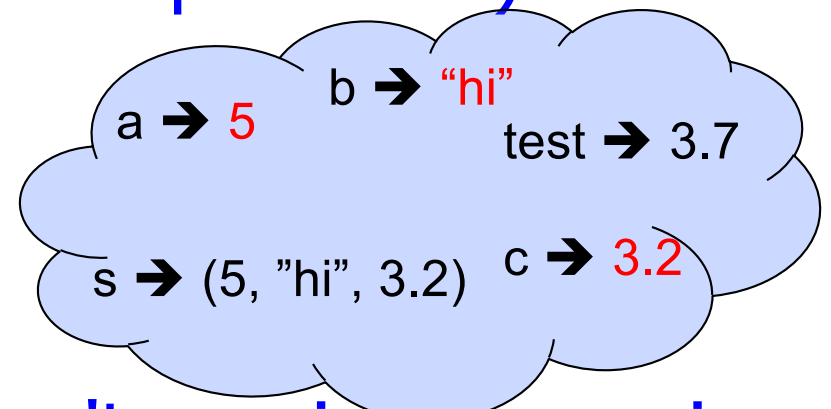 b ➔ “hi”
a ➔ 5
test ➔ 3.7
c ➔ 3.2
s ➔ (5, ”hi”, 3.2)